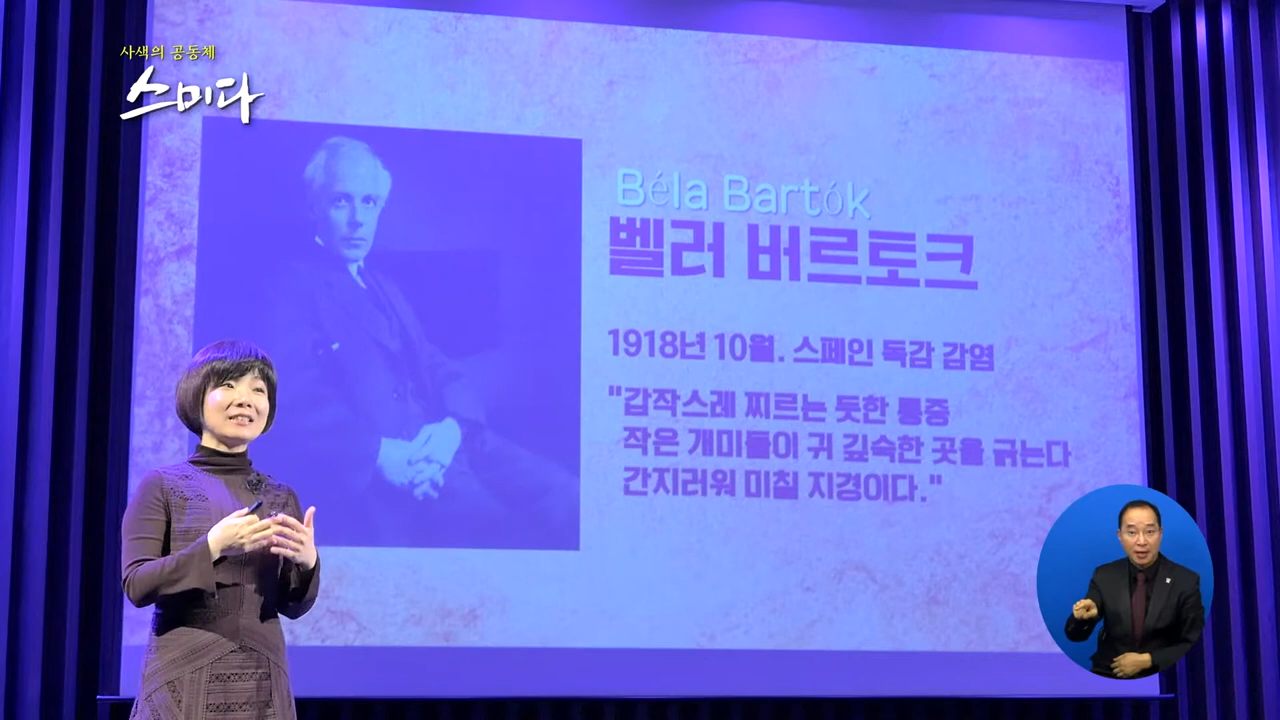 사색의 공동체
스미다
Béla Bartók
벨러 버르토크
1918년 10월. 스페인 독감 감염
"갑작스레 찌르는 듯한 통증
작은 개미들이 귀 깊숙한 곳을 긁는다
간지러워 미칠 지경이다."